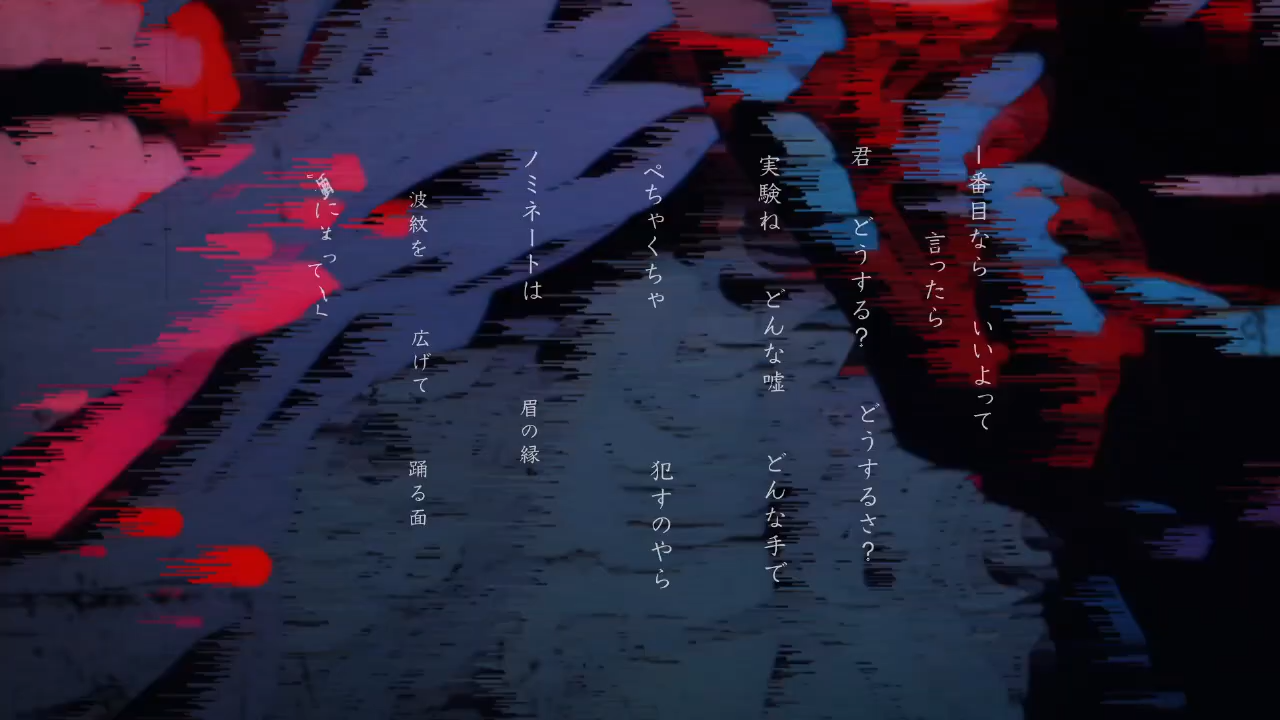 一番目なら　いいよって
言ったら
君　どうする？　どうするさ？
実験ね　どんな嘘　どんな手で
ぺちゃくちゃ　犯すのやら
ノミネートは　眉の縁
波紋を　広げて　踊る面
に　って